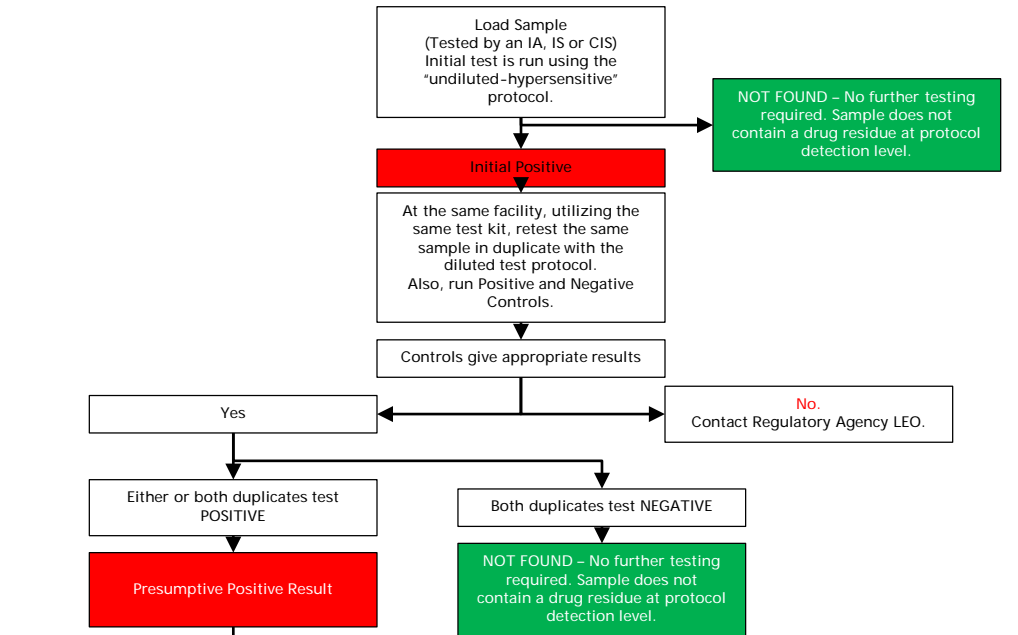 Load Sample
(Tested by an IA, IS or CIS)
Initial test is run using the
“undiluted-hypersensitive”
protocol.
NOT FOUND – No further testing
required. Sample does not
contain a drug residue at protocol
detection level.
Initial Positive
At the same facility, utilizing the
same test kit, retest the same
sample in duplicate with the
diluted test protocol.
Also, run Positive and Negative
Controls.
Controls give appropriate results
Yes
No.
Contact Regulatory Agency LEO.
Either or both duplicates test
POSITIVE
Both duplicates test NEGATIVE
Presumptive Positive Result
NOT FOUND – No further testing
required. Sample does not
contain a drug residue at protocol
detection level.